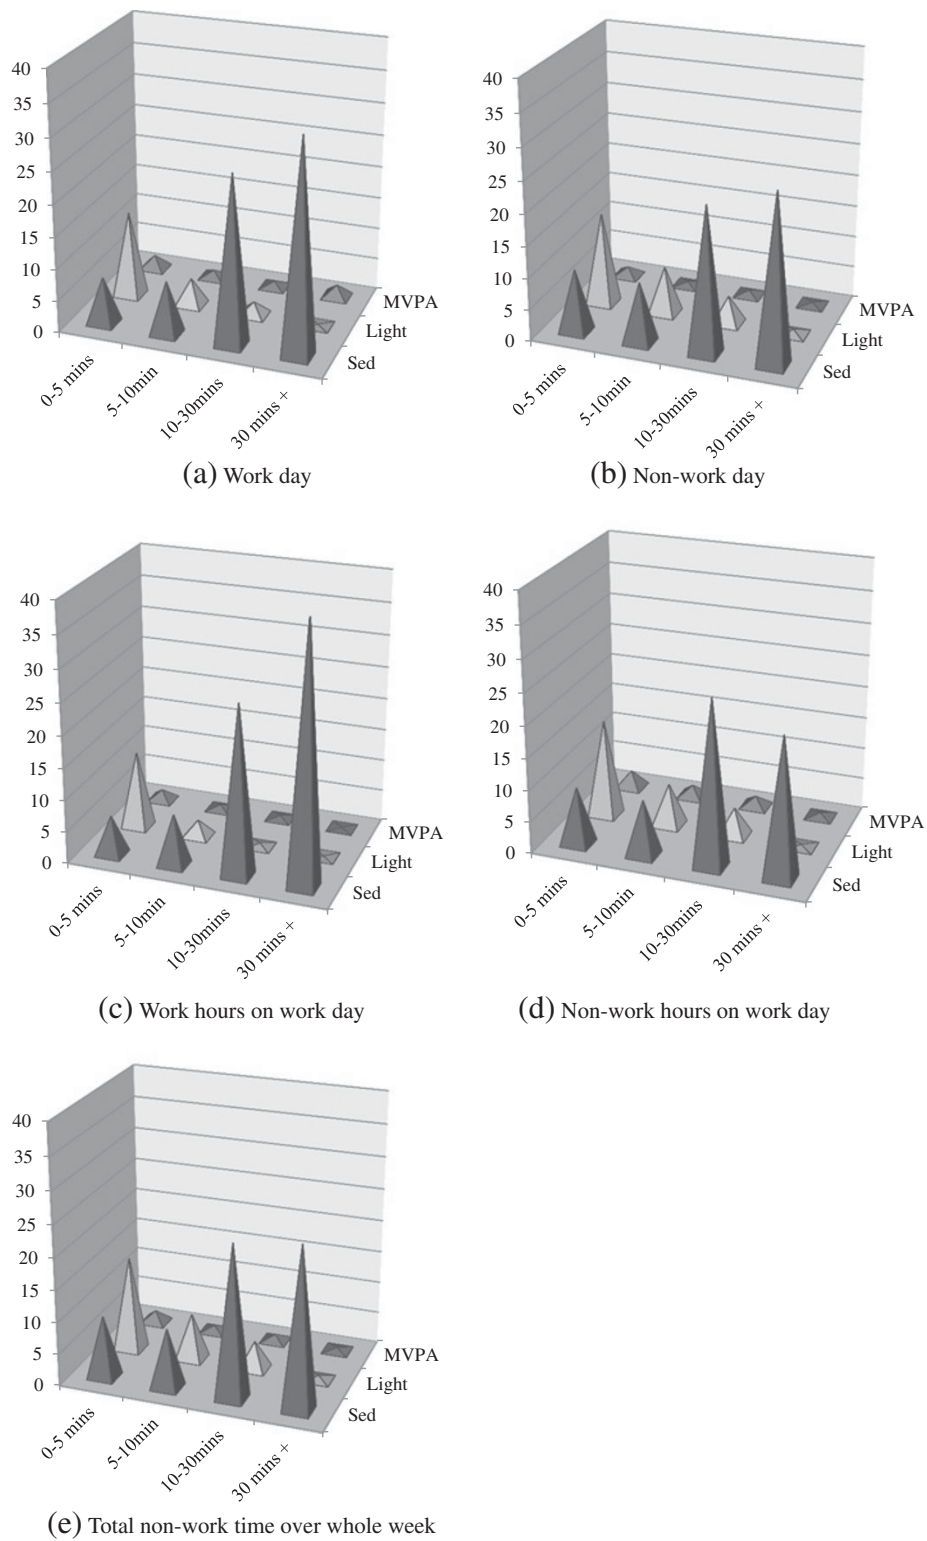 40
35
30
25
20
15
10
5
0
0-5 mins
5-10min
10-30mins
30 mins +
MVPA
Light
Sed
(a) Work day
40
35
30
25
20
15
10
5
0
0-5 mins
5-10min
10-30mins
30 mins +
MVPA
Light
Sed
(b) Non-work day
40
35
30
25
20
15
10
5
0
0-5 mins
5-10min
10-30mins
30 mins +
MVPA
Light
Sed
(c) Work hours on work day
40
35
30
25
20
15
10
5
0
0-5 mins
5-10min
10-30mins
30 mins +
MVPA
Light
Sed
(d) Non-work hours on work day
40
35
30
25
20
15
10
5
0
0-5 mins
5-10min
10-30mins
30 mins +
MVPA
Light
Sed
(e) Total non-work time over whole week